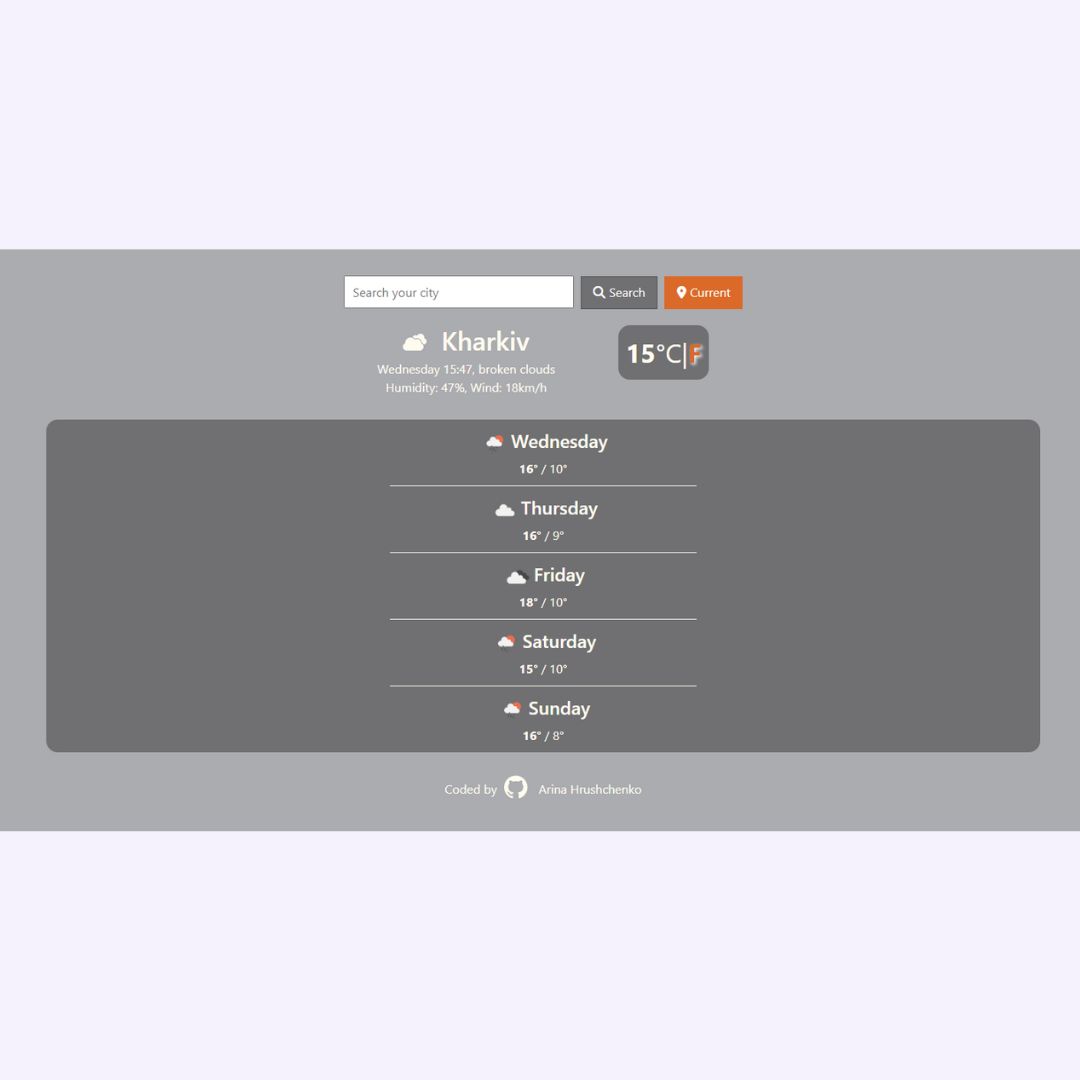 Search your city
Search
Current
Kharkiv
15°C|F
Wednesday 15:47, broken clouds
Humidity: 47%, Wind: 18km/h
Wednesday
16° / 10°
Thursday
16° / 9°
Friday
18° / 10°
Saturday
15° / 10°
Sunday
16° / 8°
Coded by Arina Hrushchenko